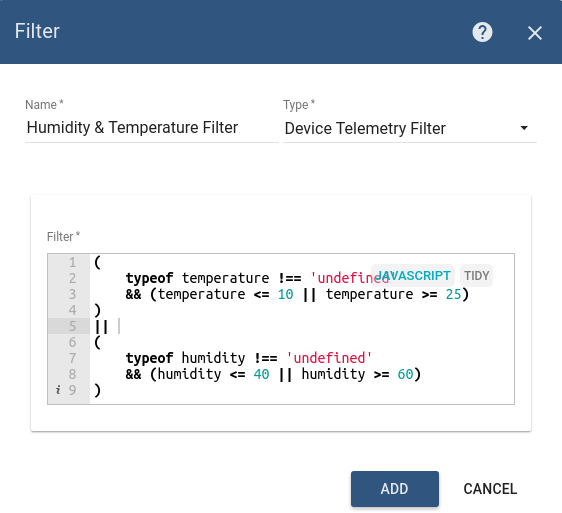 Filter
Name *
Type *
Humidity & Temperature Filter
Device Telemetry Filter
Filter *
JAVASCRIPT
TIDY
1 (
2     typeof temperature !== 'undefined'
3     && (temperature <= 10 || temperature >= 25)
4 )
5 ||
6 (
7     typeof humidity !== 'undefined'
8     && (humidity <= 40 || humidity >= 60)
i 9 )
ADD
CANCEL